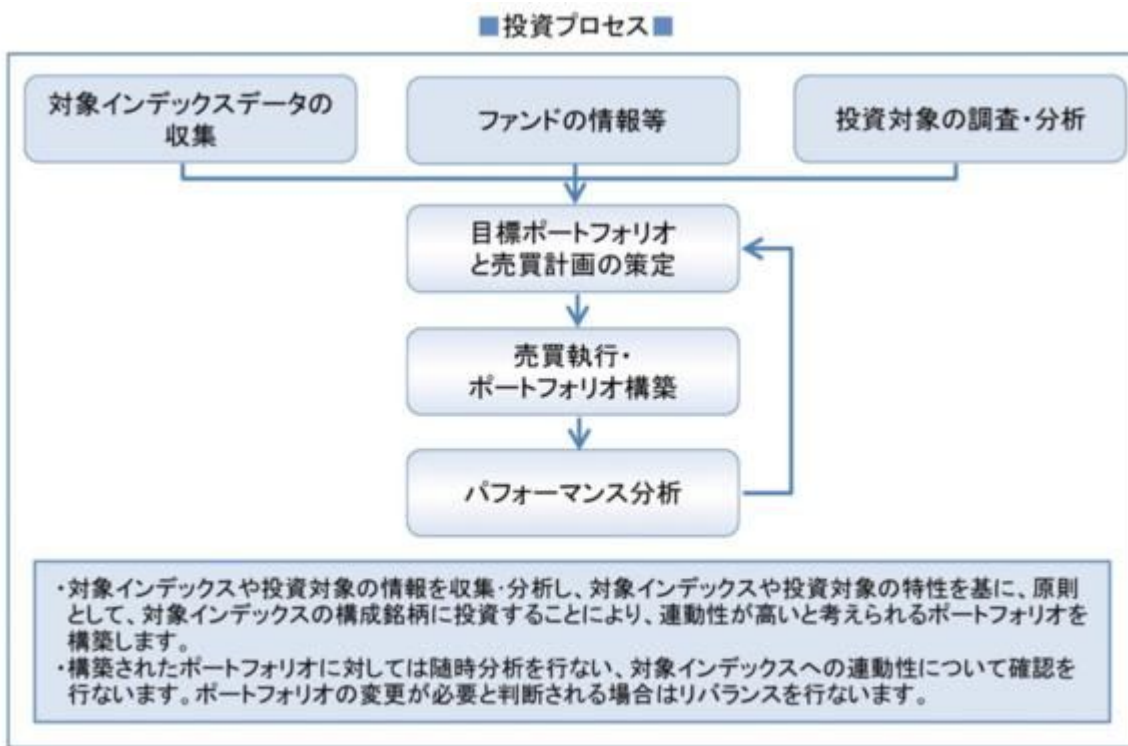 ■投資プロセス■
対象インデックスデータの
収集
ファンドの情報等
投資対象の調査・分析
目標ポートフォリオ
と売買計画の策定
売買執行・
ポートフォリオ構築
パフォーマンス分析
・対象インデックスや投資対象の情報を収集・分析し、対象インデックスや投資対象の特性を基に、原則
として、対象インデックスの構成銘柄に投資することにより、連動性が高いと考えられるポートフォリオを
構築します。
・構築されたポートフォリオに対しては随時分析を行ない、対象インデックスへの連動性について確認を
行ないます。ポートフォリオの変更が必要と判断される場合はリバランスを行ないます。